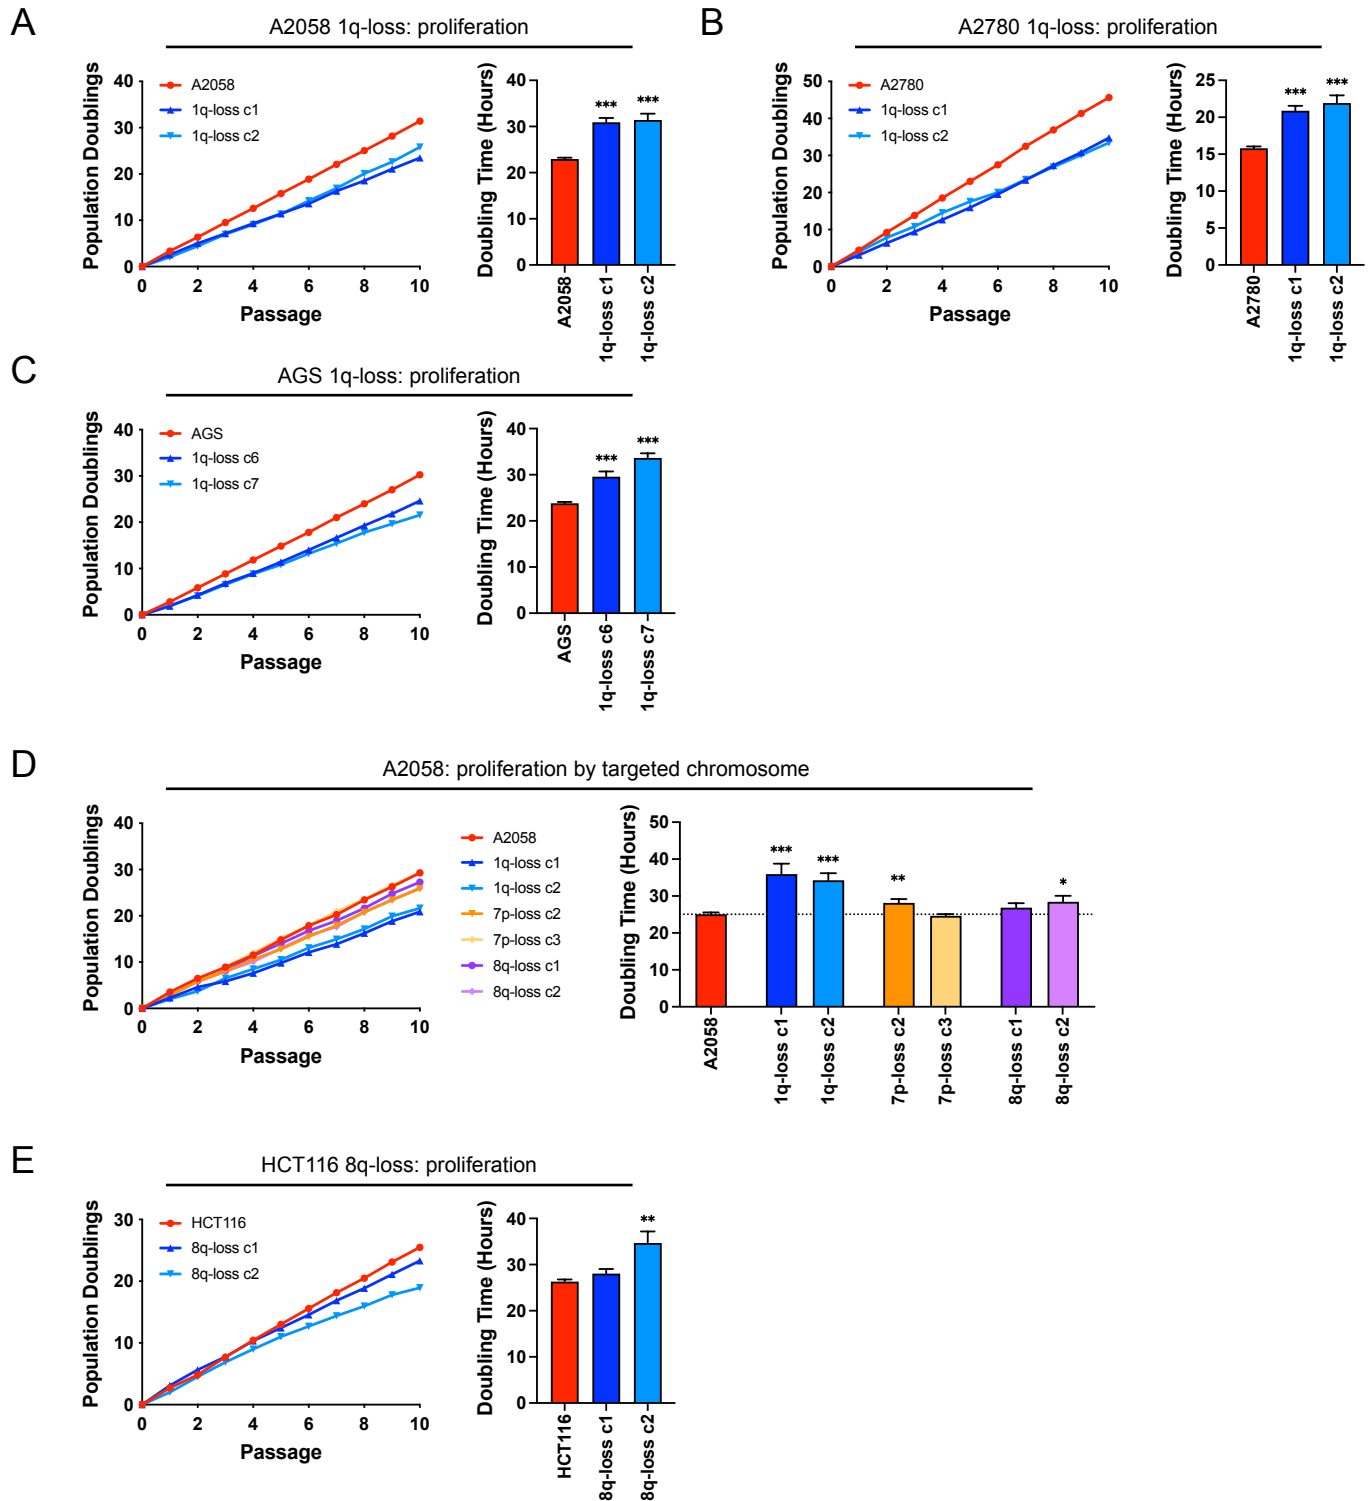 A
A2058 1q-loss: proliferation
Population Doublings
40
30
20
10
0
A2058
1q-loss c1
1q-loss c2
0 2 4 6 8 10
Passage
Doubling Time (Hours)
40
30
20
10
0
*** ***
A2058
1q-loss c1
1q-loss c2
B
A2780 1q-loss: proliferation
Population Doublings
50
40
30
20
10
0
A2780
1q-loss c1
1q-loss c2
0 2 4 6 8 10
Passage
Doubling Time (Hours)
25
20
15
10
5
0
*** ***
A2780
1q-loss c1
1q-loss c2
C
AGS 1q-loss: proliferation
Population Doublings
40
30
20
10
0
AGS
1q-loss c6
1q-loss c7
0 2 4 6 8 10
Passage
Doubling Time (Hours)
40
30
20
10
0
*** ***
AGS
1q-loss c6
1q-loss c7
D
A2058: proliferation by targeted chromosome
Population Doublings
40
30
20
10
0
0 2 4 6 8 10
Passage
A2058
1q-loss c1
1q-loss c2
7p-loss c2
7p-loss c3
8q-loss c1
8q-loss c2
Doubling Time (Hours)
50
40
30
20
10
0
*** *** ** *
A2058
1q-loss c1
1q-loss c2
7p-loss c2
7p-loss c3
8q-loss c1
8q-loss c2
E
HCT116 8q-loss: proliferation
Population Doublings
30
20
10
0
HCT116
8q-loss c1
8q-loss c2
0 2 4 6 8 10
Passage
Doubling Time (Hours)
40
30
20
10
0
**
HCT116
8q-loss c1
8q-loss c2